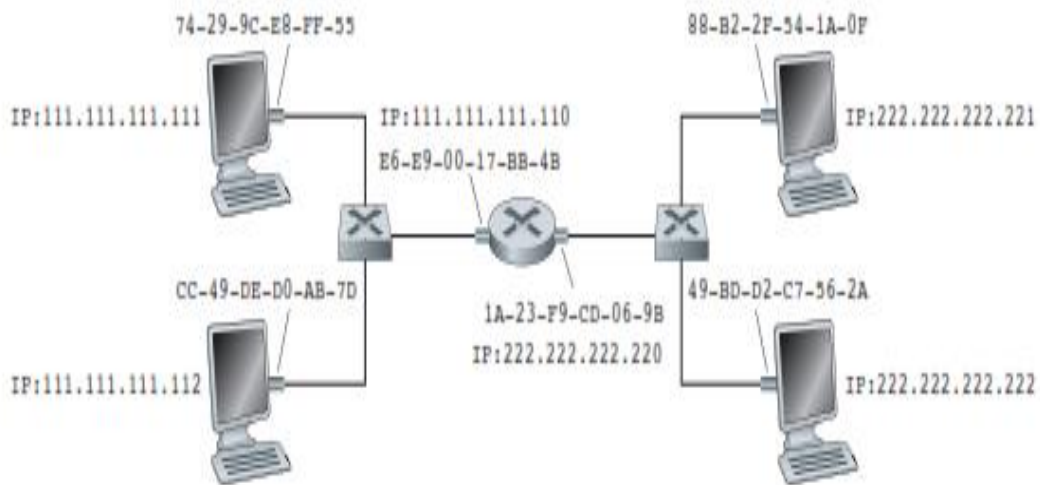 74-29-9C-E8-FF-55
88-B2-2F-54-1A-0F
IP:111.111.111.111
IP:111.111.111.110
IP:222.222.222.221
E6-E9-00-17-BB-4B
CC-49-DE-D0-AB-7D
49-BD-D2-C7-56-2A
1A-23-F9-CD-06-9B
IP:222.222.222.220
IP:111.111.111.112
IP:222.222.222.222